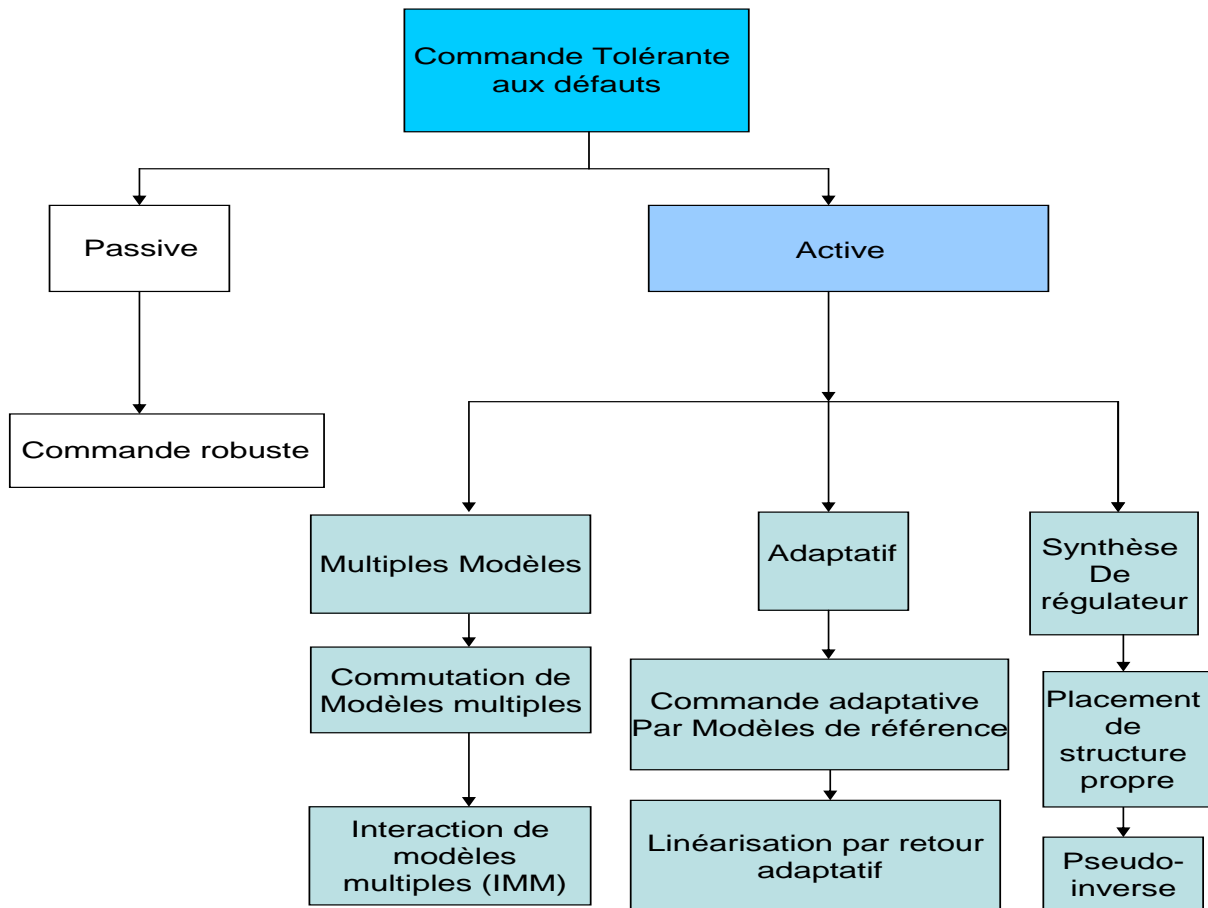 Commande Tolérante
aux défauts
Passive
Active
Commande robuste
Multiples Modèles
Adaptatif
Synthèse
De
régulateur
Commutation de
Modèles multiples
Commande adaptative
Par Modèles de référence
Placement
de
structure
propre
Interaction de
modèles
multiples (IMM)
Linéarisation par retour
adaptatif
Pseudo-
inverse